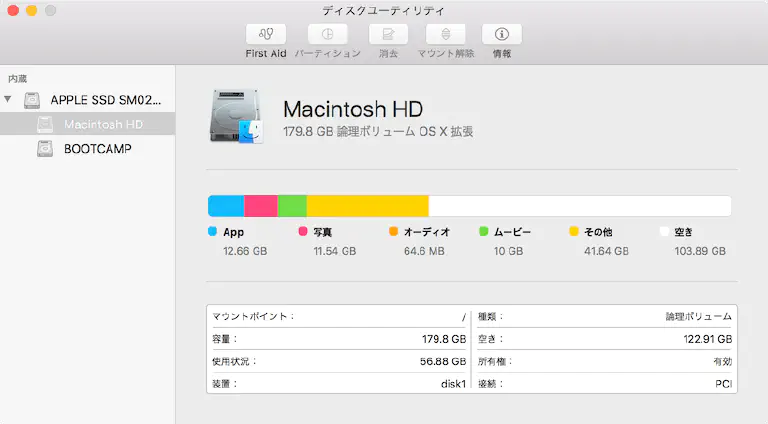 ディスクユーティリティ
First Aid パーティション 消去 マウント解除 情報
内蔵
APPLE SSD SM02...
Macintosh HD
BOOTCAMP
Macintosh HD
179.8 GB 論理ボリューム OS X 拡張
App 写真 オーディオ ムービー その他 空き
12.66 GB 11.54 GB 64.6 MB 10 GB 41.64 GB 103.89 GB
マウントポイント: / 種類: 論理ボリューム
容量: 179.8 GB 空き: 122.91 GB
使用状況: 56.88 GB 所有権: 有効
装置: disk1 接続: PCI